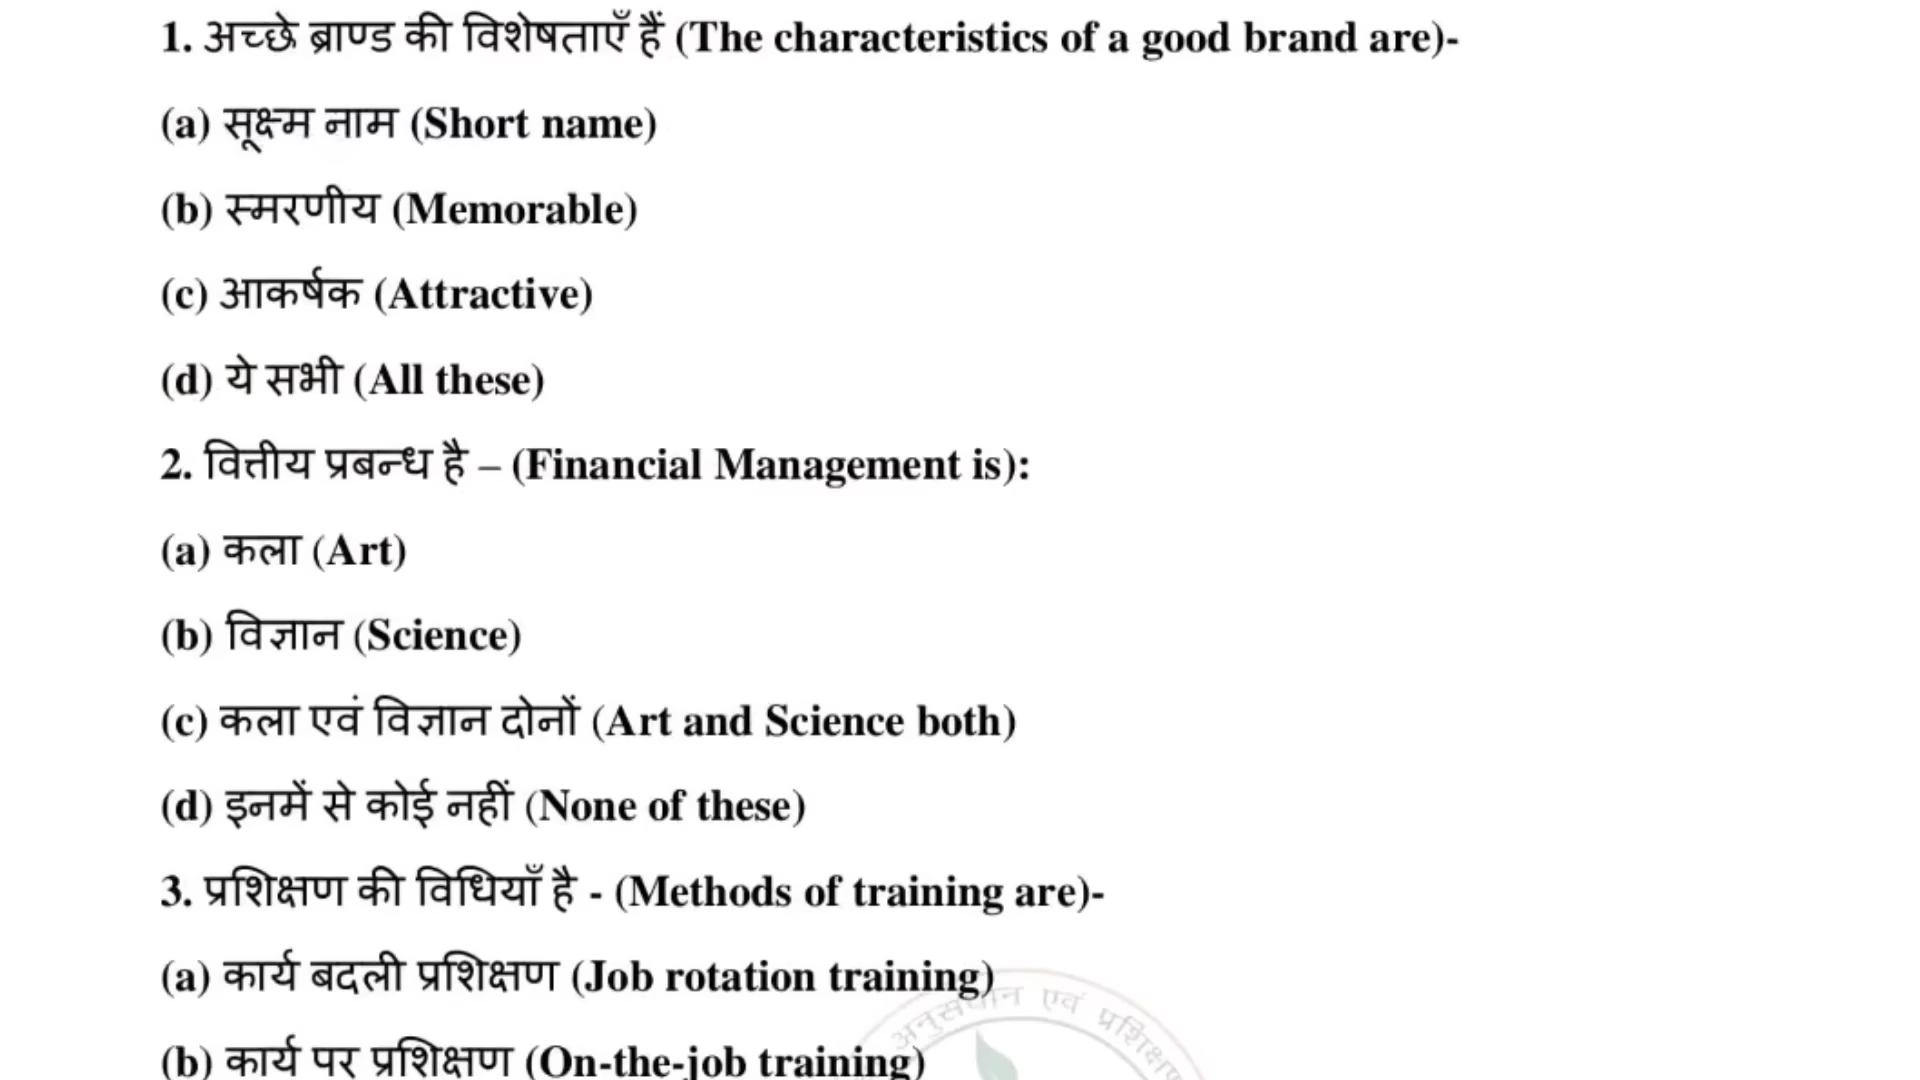 1. अच्छे ब्राण्ड की विशेषताएँ हैं (The characteristics of a good brand are)-
(a) सूक्ष्म नाम (Short name)
(b) स्मरणीय (Memorable)
(c) आकर्षक (Attractive)
(d) ये सभी (All these)
2. वित्तीय प्रबन्ध है – (Financial Management is):
(a) कला (Art)
(b) विज्ञान (Science)
(c) कला एवं विज्ञान दोनों (Art and Science both)
(d) इनमें से कोई नहीं (None of these)
3. प्रशिक्षण की विधियाँ है - (Methods of training are)-
(a) कार्य बदली प्रशिक्षण (Job rotation training)
अनुसंधान एवं
(b) कार्य पर प्रशिक्षण (On-the-job training)